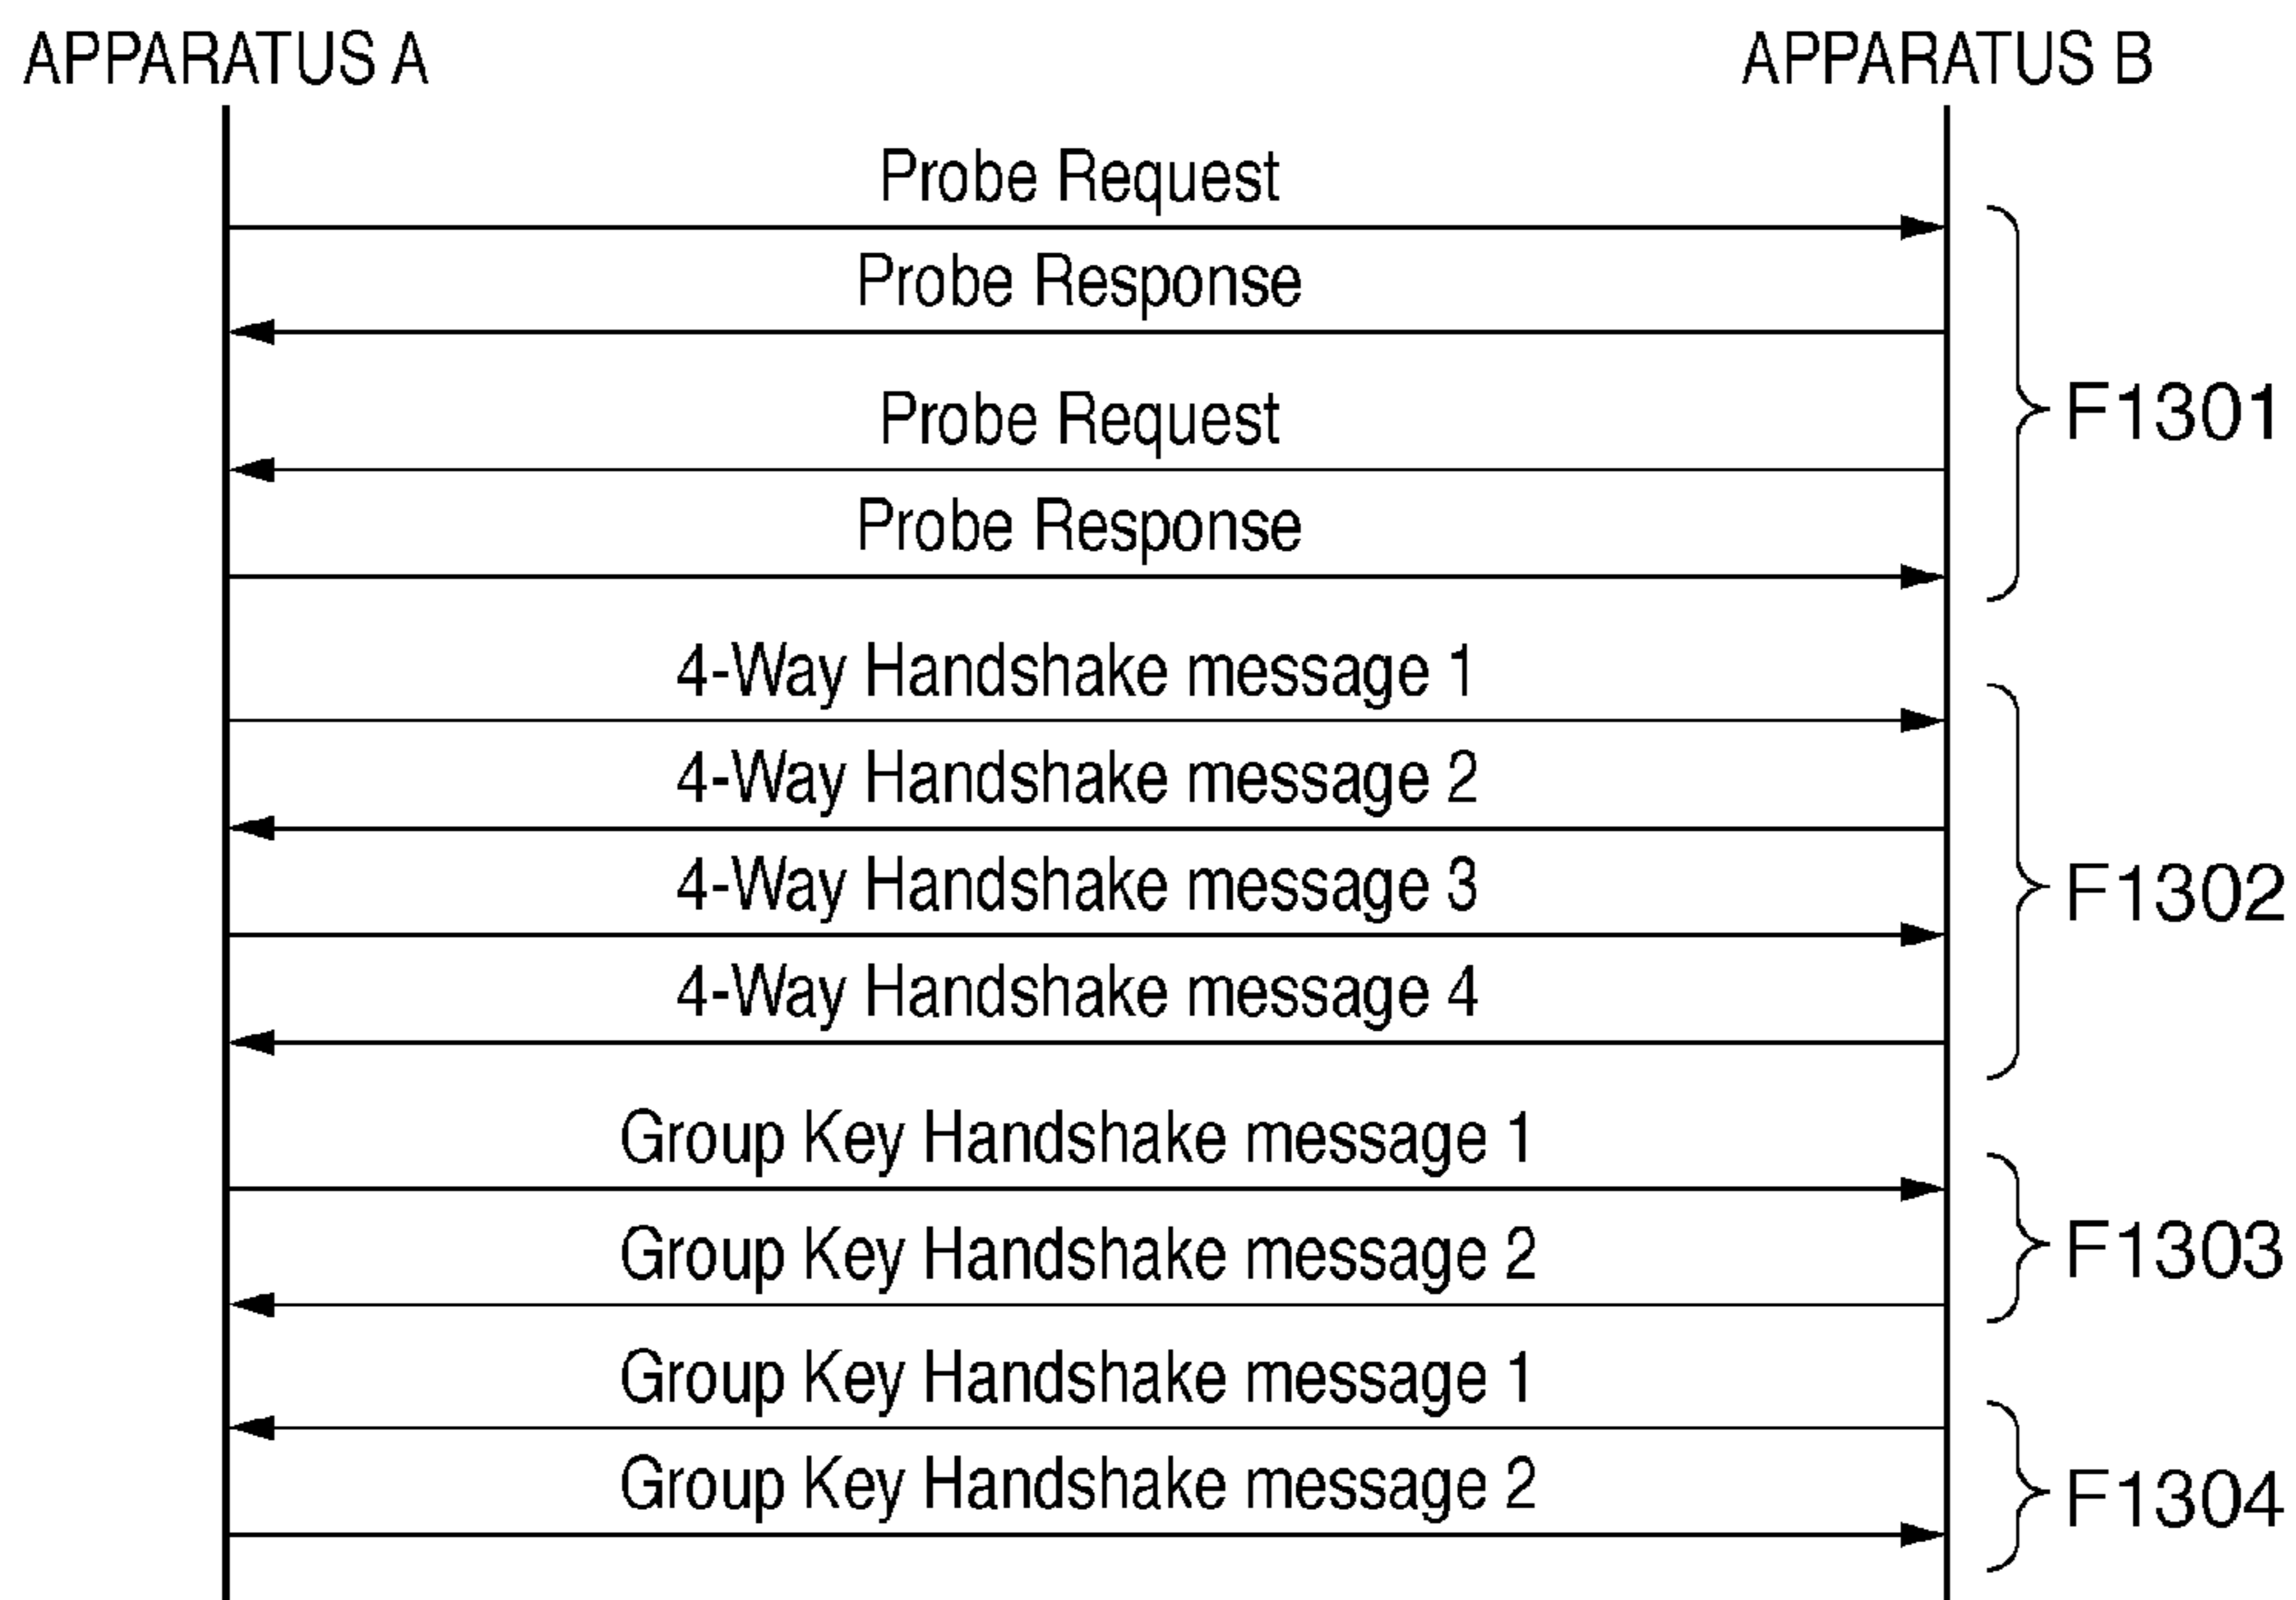 APPARATUS A
APPARATUS B
Probe Request
Probe Response
Probe Request
Probe Response
F1301
4-Way Handshake message 1
4-Way Handshake message 2
4-Way Handshake message 3
4-Way Handshake message 4
F1302
Group Key Handshake message 1
Group Key Handshake message 2
F1303
Group Key Handshake message 1
Group Key Handshake message 2
F1304